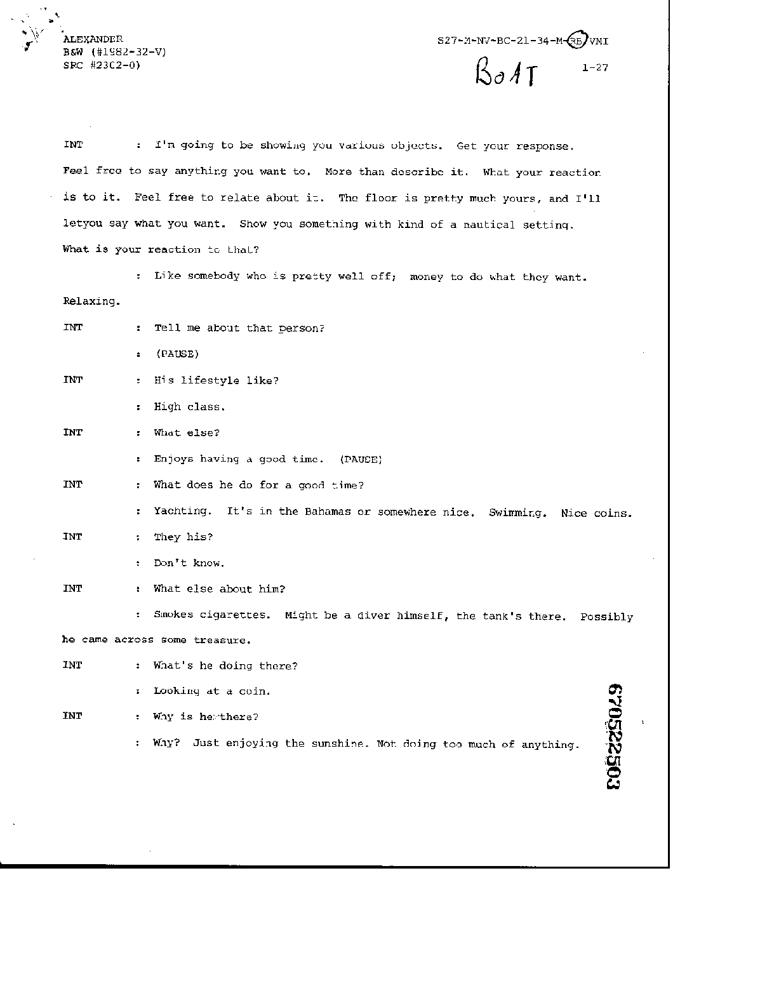 ALEXANDER
B&W (#1982-32-V)
SRC #2302-0)
S27-M-NV-BC-21-34-M-RB/VMI
BOAT 1-27
INT : I'm going to be showing you various objects. Get your response.
Feel free to say anything you want to. More than describe it. What your reaction
is to it. Feel free to relate about it. The floor is pretty much yours, and I'll
letyou say what you want. Show you something with kind of a nautical setting.
What is your reaction to that?
: Like somebody who is pretty well off; money to do what they want.
Relaxing.
INT : Tell me about that person?
: (PAUSE)
INT : His lifestyle like?
: High class.
INT : What else?
: Enjoys having a good time. (PAUSE)
INT : What does he do for a good time?
: Yachting. It's in the Bahamas or somewhere nice. Swimming. Nice coins.
INT : They his?
: Don't know.
INT : What else about him?
: Smokes cigarettes. Might be a diver himself, the tank's there. Possibly
he came across some treasure.
INT : What's he doing there?
: Looking at a coin.
INT : Why is he there?
: Why? Just enjoying the sunshine. Not doing too much of anything.
670522503